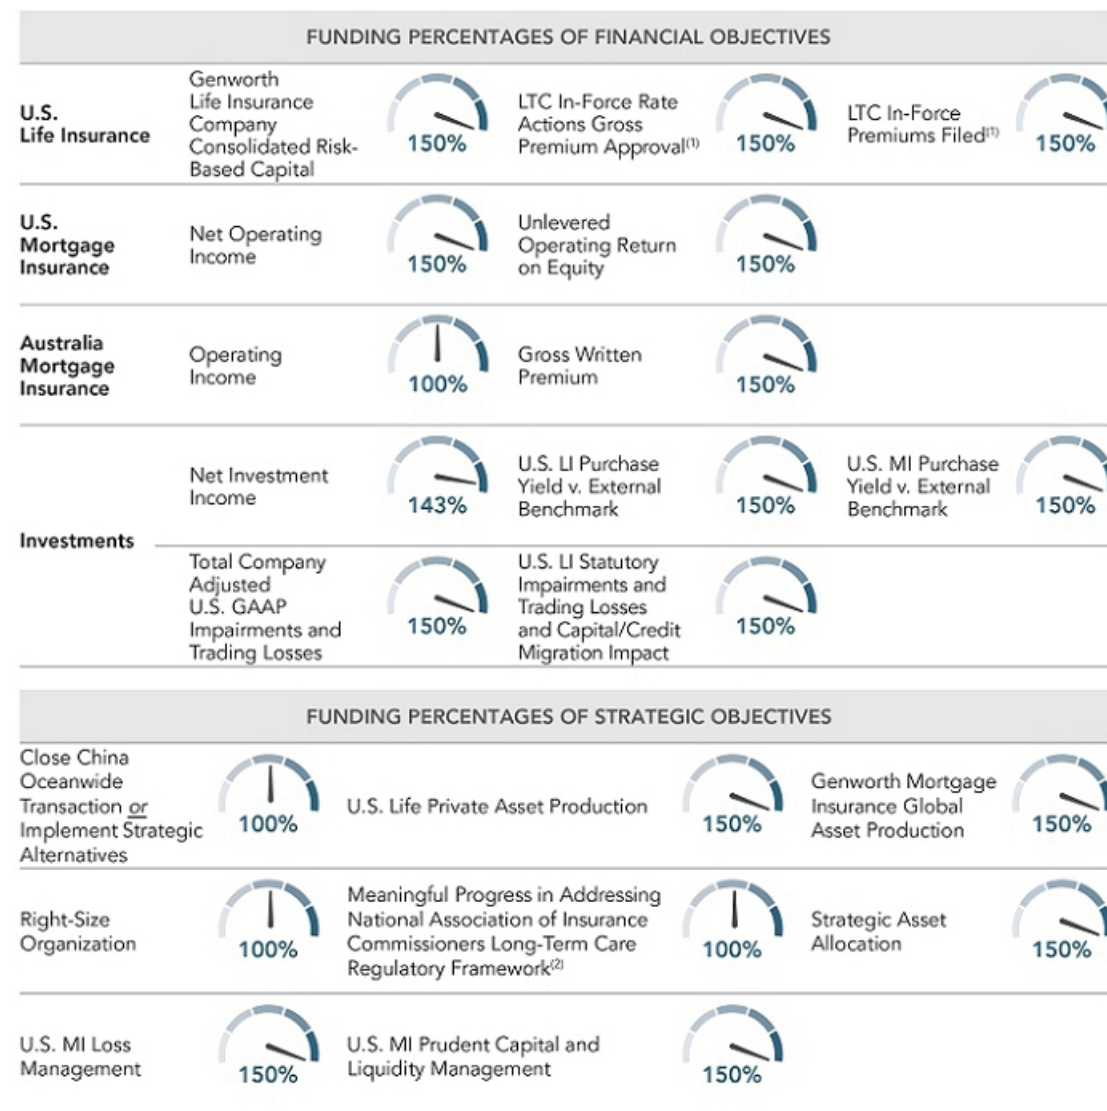 FUNDING PERCENTAGES OF FINANCIAL OBJECTIVES
U.S.
Life Insurance
Genworth
Life Insurance
Company
Consolidated Risk-
Based Capital
150%
LTC In-Force Rate
Actions Gross
Premium Approval(1)
150%
LTC In-Force
Premiums Filed(1)
150%
U.S.
Mortgage
Insurance
Net Operating
Income
150%
Unlevered
Operating Return
on Equity
150%
Australia
Mortgage
Insurance
Operating
Income
100%
Gross Written
Premium
150%
Investments
Net Investment
Income
143%
U.S. LI Purchase
Yield v. External
Benchmark
150%
U.S. MI Purchase
Yield v. External
Benchmark
150%
Total Company
Adjusted
U.S. GAAP
Impairments and
Trading Losses
150%
U.S. LI Statutory
Impairments and
Trading Losses
and Capital/Credit
Migration Impact
150%
FUNDING PERCENTAGES OF STRATEGIC OBJECTIVES
Close China
Oceanwide
Transaction or
Implement Strategic
Alternatives
100%
U.S. Life Private Asset Production
150%
Genworth Mortgage
Insurance Global
Asset Production
150%
Right-Size
Organization
100%
Meaningful Progress in Addressing
National Association of Insurance
Commissioners Long-Term Care
Regulatory Framework(2)
100%
Strategic Asset
Allocation
150%
U.S. MI Loss
Management
150%
U.S. MI Prudent Capital and
Liquidity Management
150%